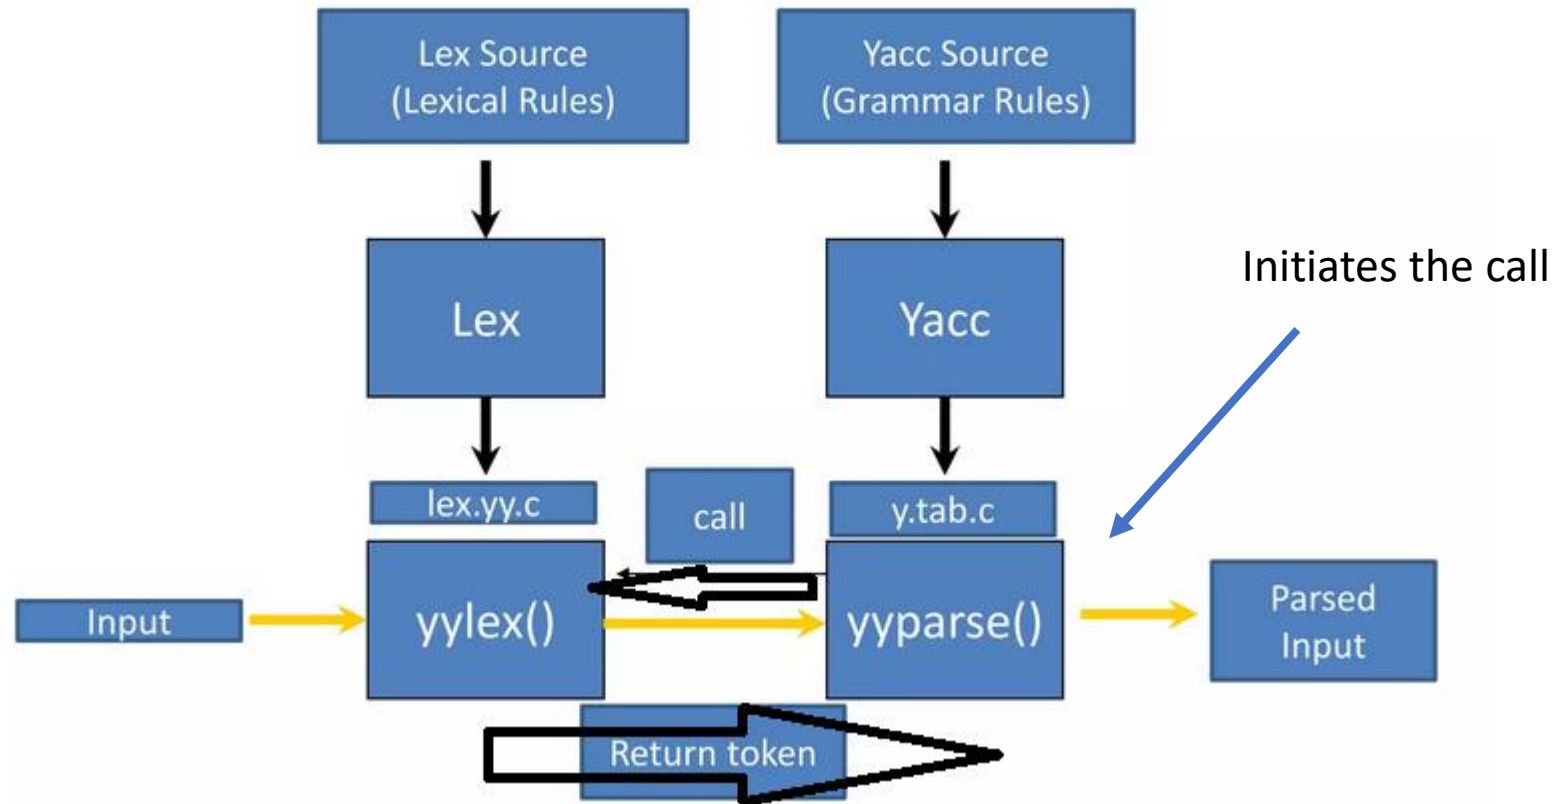 Lex Source
(Lexical Rules)
Yacc Source
(Grammar Rules)
Initiates the call
Lex
Yacc
lex.yy.c
call
y.tab.c
Input
yylex()
yyparse()
Parsed
Input
Return token